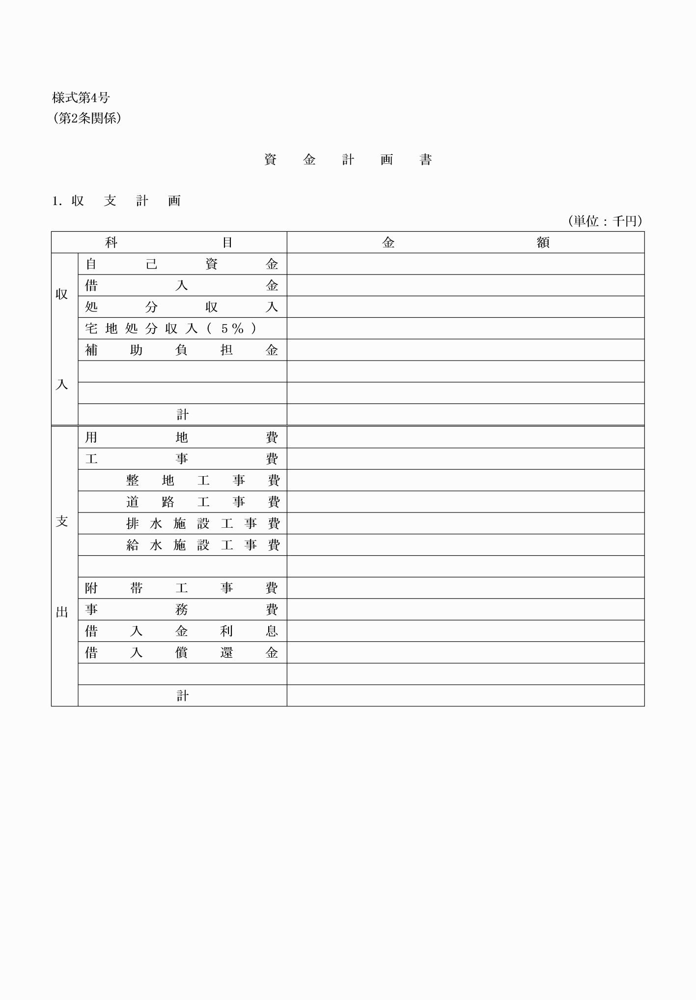 様式第4号
（第2条関係）
資金計画書
1. 収支計画
（単位：千円）
科目 金額
収入
自己資金
借入金
処分収入
宅地処分収入（5％）
補助負担金
計
支出
用地費
工事費
整地工事費
道路工事費
排水施設工事費
給水施設工事費
附帯工事費
事務費
借入金利息
借入償還金
計